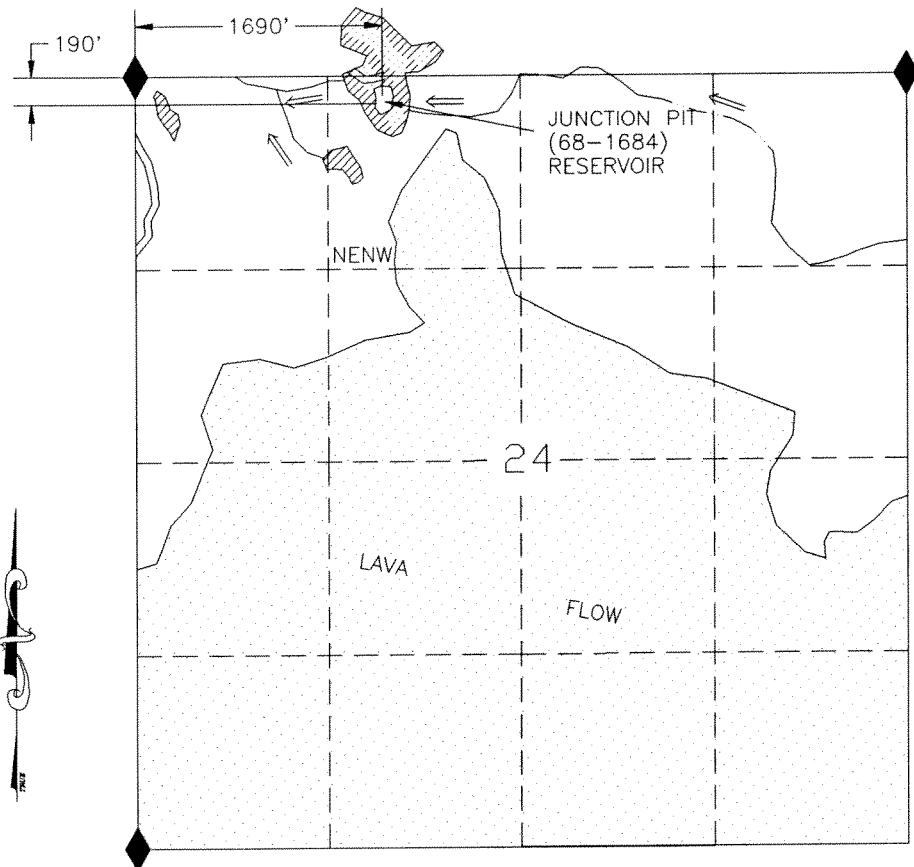 1690'
190'
JUNCTION PIT
(68-1684)
RESERVOIR
NENW
24
LAVA
FLOW